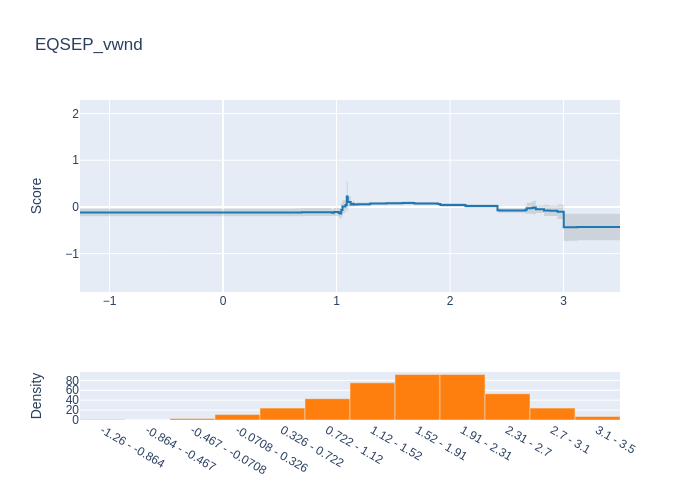 EQSEP_vwnd
Score
2
1
0
−1
−1
0
1
2
3
Density
80
60
40
20
0
-1.26 - -0.864
-0.864 - -0.467
-0.467 - -0.0708
-0.0708 - 0.326
0.326 - 0.722
0.722 - 1.12
1.12 - 1.52
1.52 - 1.91
1.91 - 2.31
2.31 - 2.7
2.7 - 3.1
3.1 - 3.5